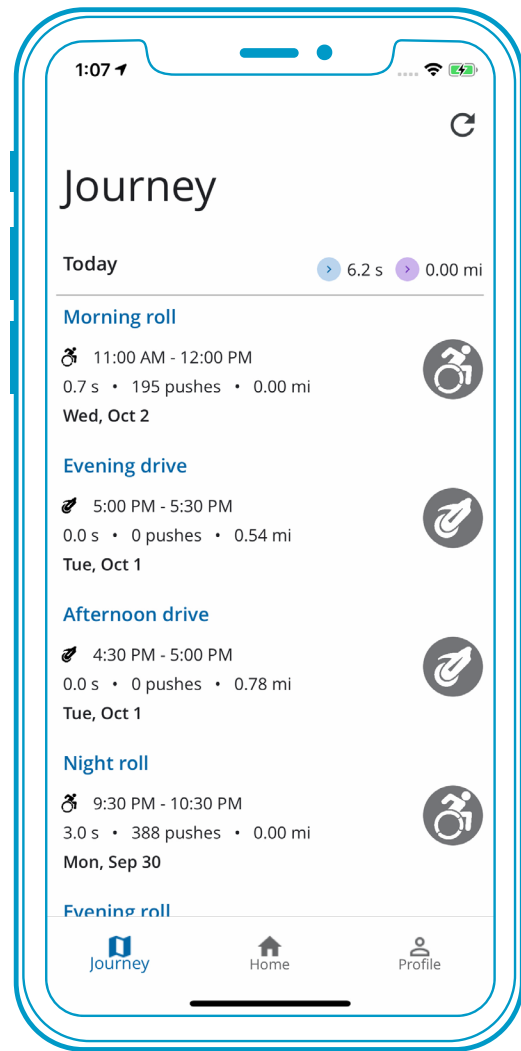 1:07
Journey
Today 6.2 s 0.00 mi
Morning roll
11:00 AM - 12:00 PM
0.7 s • 195 pushes • 0.00 mi
Wed, Oct 2
Evening drive
5:00 PM - 5:30 PM
0.0 s • 0 pushes • 0.54 mi
Tue, Oct 1
Afternoon drive
4:30 PM - 5:00 PM
0.0 s • 0 pushes • 0.78 mi
Tue, Oct 1
Night roll
9:30 PM - 10:30 PM
3.0 s • 388 pushes • 0.00 mi
Mon, Sep 30
Evening roll
Journey Home Profile